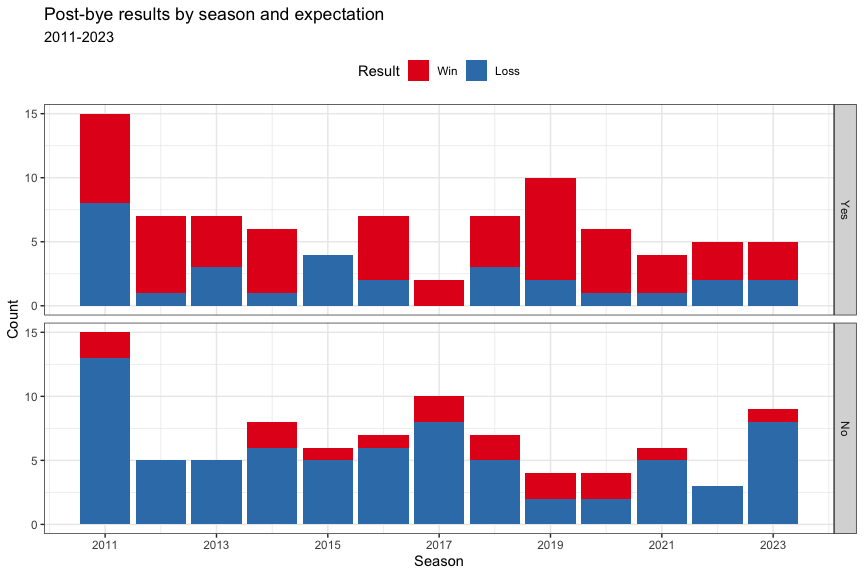 Post-bye results by season and expectation
2011-2023
Result Win Loss
15
10
5
0
Yes
Count
15
10
5
0
No
2011 2013 2015 2017 2019 2021 2023
Season